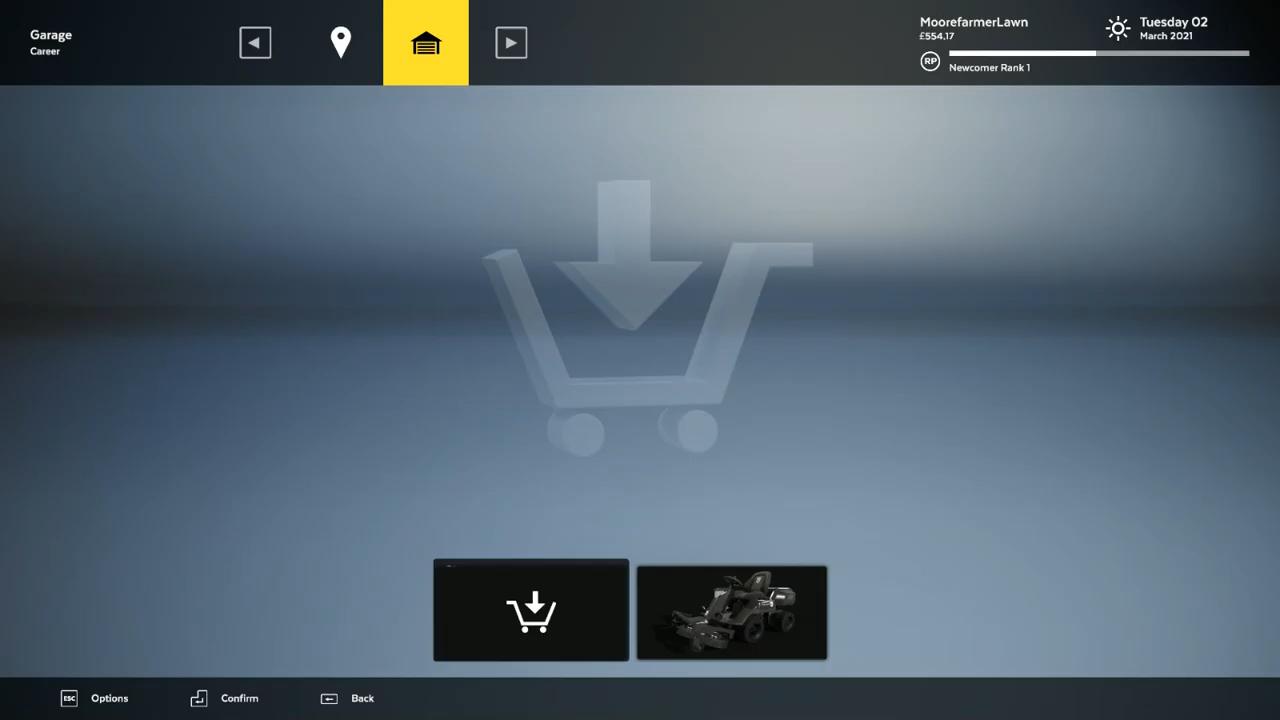 Garage
Career
MoorefarmerLawn
£554.17
RP
Newcomer Rank 1
Tuesday 02
March 2021
ESC Options
Confirm
Back